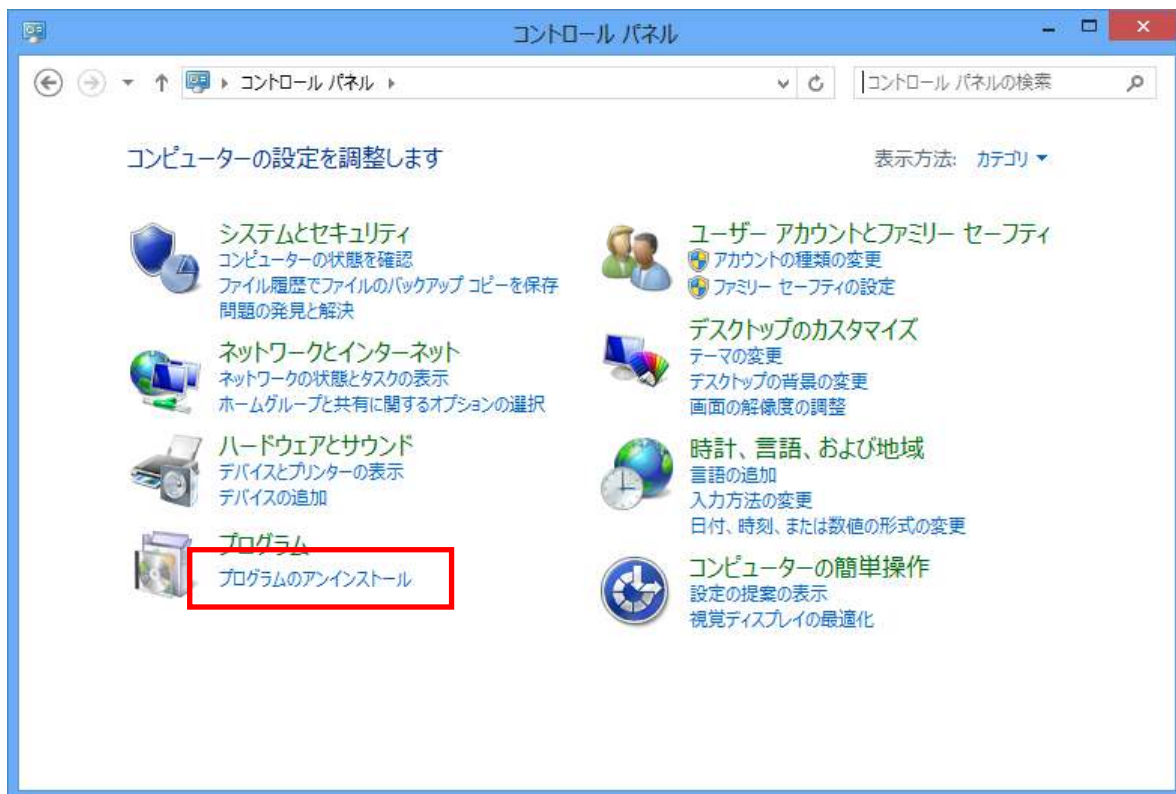 コントロール パネル
コントロール パネル
コントロール パネルの検索
コンピューターの設定を調整します
表示方法: カテゴリ
システムとセキュリティ
コンピューターの状態を確認
ファイル履歴でファイルのバックアップ コピーを保存
問題の発見と解決
ネットワークとインターネット
ネットワークの状態とタスクの表示
ホームグループと共有に関するオプションの選択
ハードウェアとサウンド
デバイスとプリンターの表示
デバイスの追加
プログラム
プログラムのアンインストール
ユーザー アカウントとファミリー セーフティ
アカウントの種類の変更
ファミリー セーフティの設定
デスクトップのカスタマイズ
テーマの変更
デスクトップの背景の変更
画面の解像度の調整
時計、言語、および地域
言語の追加
入力方法の変更
日付、時刻、または数値の形式の変更
コンピューターの簡単操作
設定の提案の表示
視覚ディスプレイの最適化